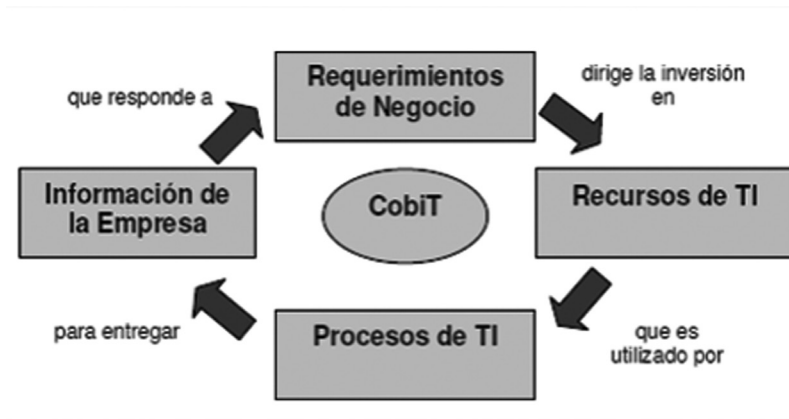 Requerimientos
de Negocio
dirige la inversión
en
que responde a
Información de
la Empresa
CobiT
Recursos de TI
para entregar
Procesos de TI
que es
utilizado por